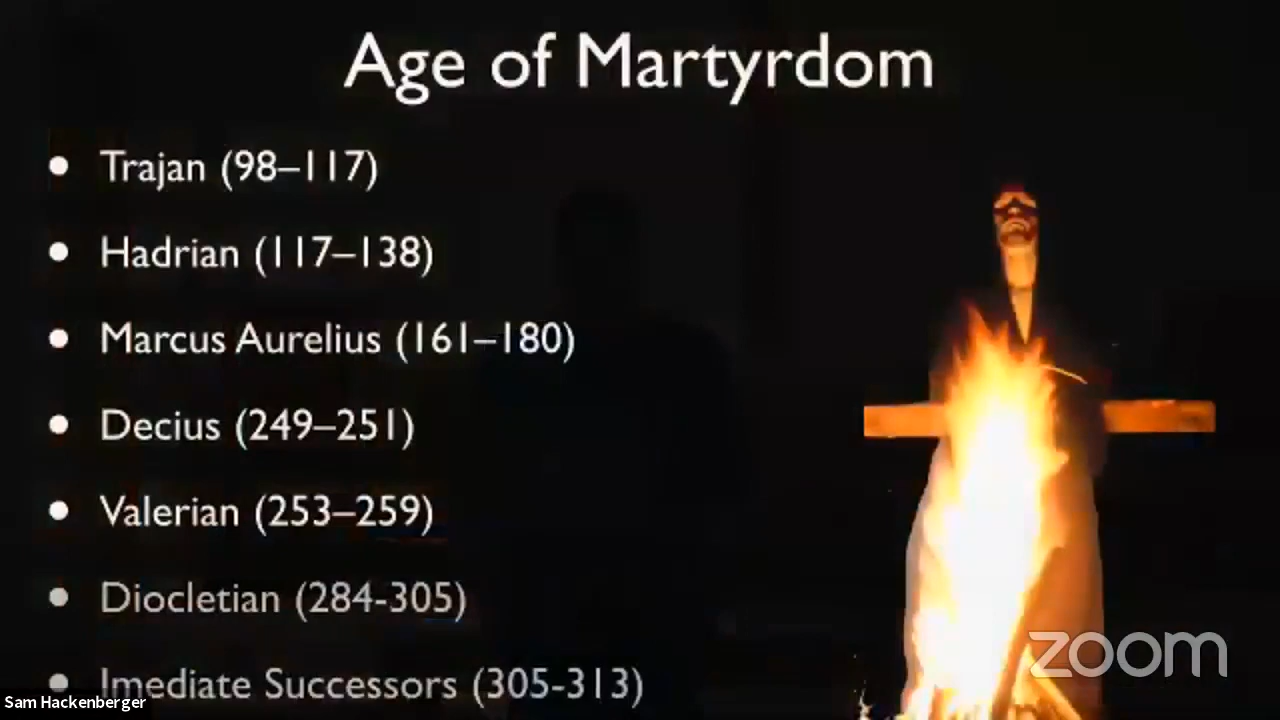 Age of Martyrdom
• Trajan (98–117)
• Hadrian (117–138)
• Marcus Aurelius (161–180)
• Decius (249–251)
• Valerian (253–259)
• Diocletian (284-305)
• Imediate Successors (305-313)
zoom
Sam Hackenberger